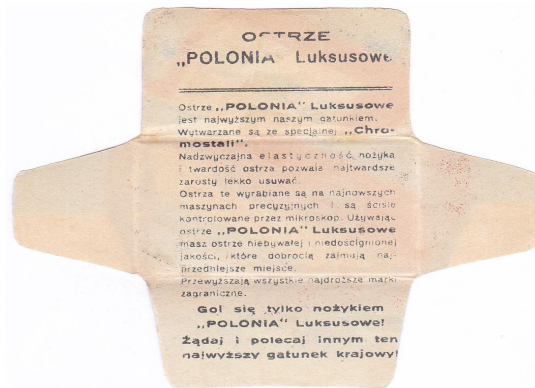 OSTRZE
„POLONIA" Luksusowe
Ostrze „POLONIA" Luksusowe
jest najwyższym naszym gatunkiem.
Wytwarzane są ze specjalnej „Chro-
mostali".
Nadzwyczajna elastyczność nożyka
i twardość ostrza pozwala najtwardsze
zarosty lekko usuwać.
Ostrza te wyrabiane są na najnowszych
maszynach precyzyjnych i są ściśle
kontrolowane przez mikroskop. Używając
ostrze „POLONIA" Luksusowe
masz ostrze niebywałej i niedoścignionej
jakości, które dobrocią zajmują naj-
przedniejsze miejsce.
Przewyższają wszystkie najdroższe marki
zagraniczne.
Gol się tylko nożykiem
„POLONIA" Luksusowe!
Żądaj i polecaj innym ten
najwyższy gatunek krajowy!